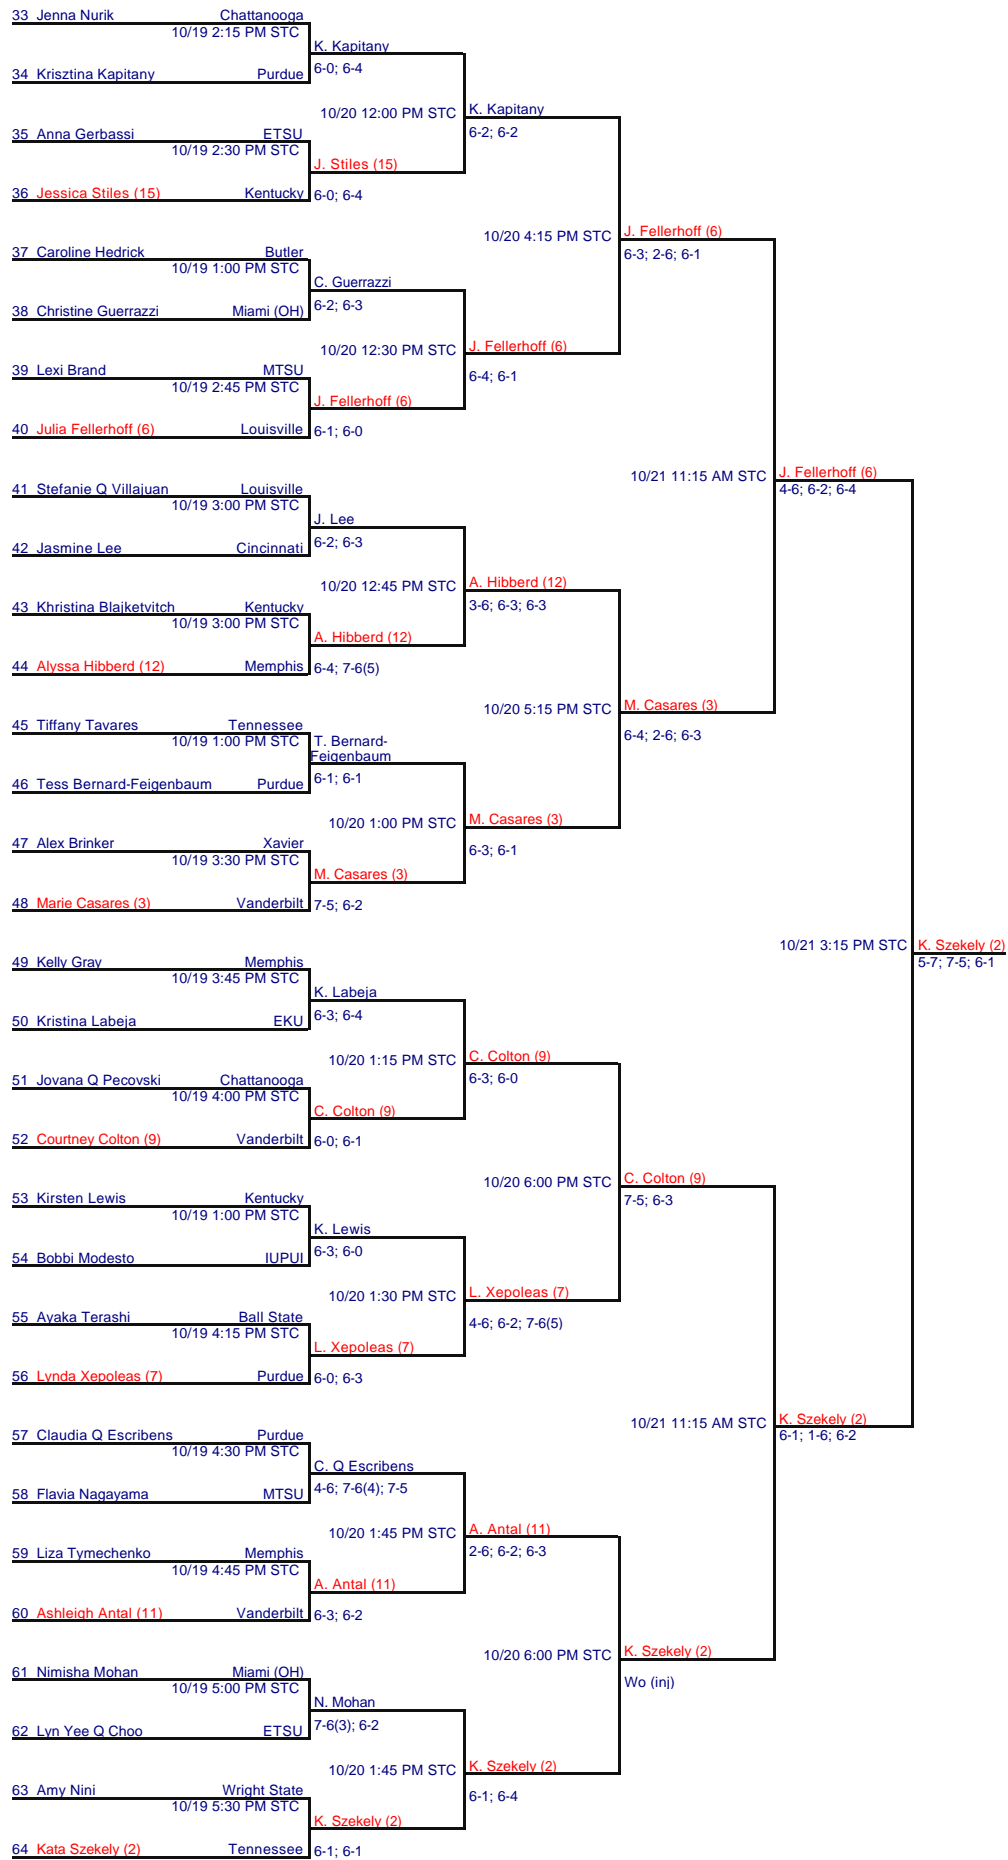 33 Jenna Nurik Chattanooga
10/19 2:15 PM STC
K. Kapitany
6-0; 6-4
34 Krisztina Kapitany Purdue
10/20 12:00 PM STC
K. Kapitany
6-2; 6-2
35 Anna Gerbassi ETSU
10/19 2:30 PM STC
J. Stiles (15)
6-0; 6-4
36 Jessica Stiles (15) Kentucky
10/20 4:15 PM STC
J. Fellerhoff (6)
6-3; 2-6; 6-1
37 Caroline Hedrick Butler
10/19 1:00 PM STC
C. Guerrazzi
6-2; 6-3
38 Christine Guerrazzi Miami (OH)
10/20 12:30 PM STC
J. Fellerhoff (6)
6-4; 6-1
39 Lexi Brand MTSU
10/19 2:45 PM STC
J. Fellerhoff (6)
6-1; 6-0
40 Julia Fellerhoff (6) Louisville
10/21 11:15 AM STC
J. Fellerhoff (6)
4-6; 6-2; 6-4
41 Stefanie Q Villajuan Louisville
10/19 3:00 PM STC
J. Lee
6-2; 6-3
42 Jasmine Lee Cincinnati
10/20 12:45 PM STC
A. Hibberd (12)
3-6; 6-3; 6-3
43 Khristina Blajketvitch Kentucky
10/19 3:00 PM STC
A. Hibberd (12)
6-4; 7-6(5)
44 Alyssa Hibberd (12) Memphis
10/20 5:15 PM STC
M. Casares (3)
6-4; 2-6; 6-3
45 Tiffany Tavares Tennessee
10/19 1:00 PM STC
T. Bernard-
Feigenbaum
6-1; 6-1
46 Tess Bernard-Feigenbaum Purdue
10/20 1:00 PM STC
M. Casares (3)
6-3; 6-1
47 Alex Brinker Xavier
10/19 3:30 PM STC
M. Casares (3)
7-5; 6-2
48 Marie Casares (3) Vanderbilt
10/21 3:15 PM STC
K. Szekely (2)
5-7; 7-5; 6-1
49 Kelly Gray Memphis
10/19 3:45 PM STC
K. Labeja
6-3; 6-4
50 Kristina Labeja EKU
10/20 1:15 PM STC
C. Colton (9)
6-3; 6-0
51 Jovana Q Pecovski Chattanooga
10/19 4:00 PM STC
C. Colton (9)
6-0; 6-1
52 Courtney Colton (9) Vanderbilt
10/20 6:00 PM STC
C. Colton (9)
7-5; 6-3
53 Kirsten Lewis Kentucky
10/19 1:00 PM STC
K. Lewis
6-3; 6-0
54 Bobbi Modesto IUPUI
10/20 1:30 PM STC
L. Xepoleas (7)
4-6; 6-2; 7-6(5)
55 Ayaka Terashi Ball State
10/19 4:15 PM STC
L. Xepoleas (7)
6-0; 6-3
56 Lynda Xepoleas (7) Purdue
10/21 11:15 AM STC
K. Szekely (2)
6-1; 1-6; 6-2
57 Claudia Q Escribens Purdue
10/19 4:30 PM STC
C. Q Escribens
4-6; 7-6(4); 7-5
58 Flavia Nagayama MTSU
10/20 1:45 PM STC
A. Antal (11)
2-6; 6-2; 6-3
59 Liza Tymechenko Memphis
10/19 4:45 PM STC
A. Antal (11)
6-3; 6-2
60 Ashleigh Antal (11) Vanderbilt
10/20 6:00 PM STC
K. Szekely (2)
Wo (inj)
61 Nimisha Mohan Miami (OH)
10/19 5:00 PM STC
N. Mohan
7-6(3); 6-2
62 Lyn Yee Q Choo ETSU
10/20 1:45 PM STC
K. Szekely (2)
6-1; 6-4
63 Amy Nini Wright State
10/19 5:30 PM STC
K. Szekely (2)
6-1; 6-1
64 Kata Szekely (2) Tennessee